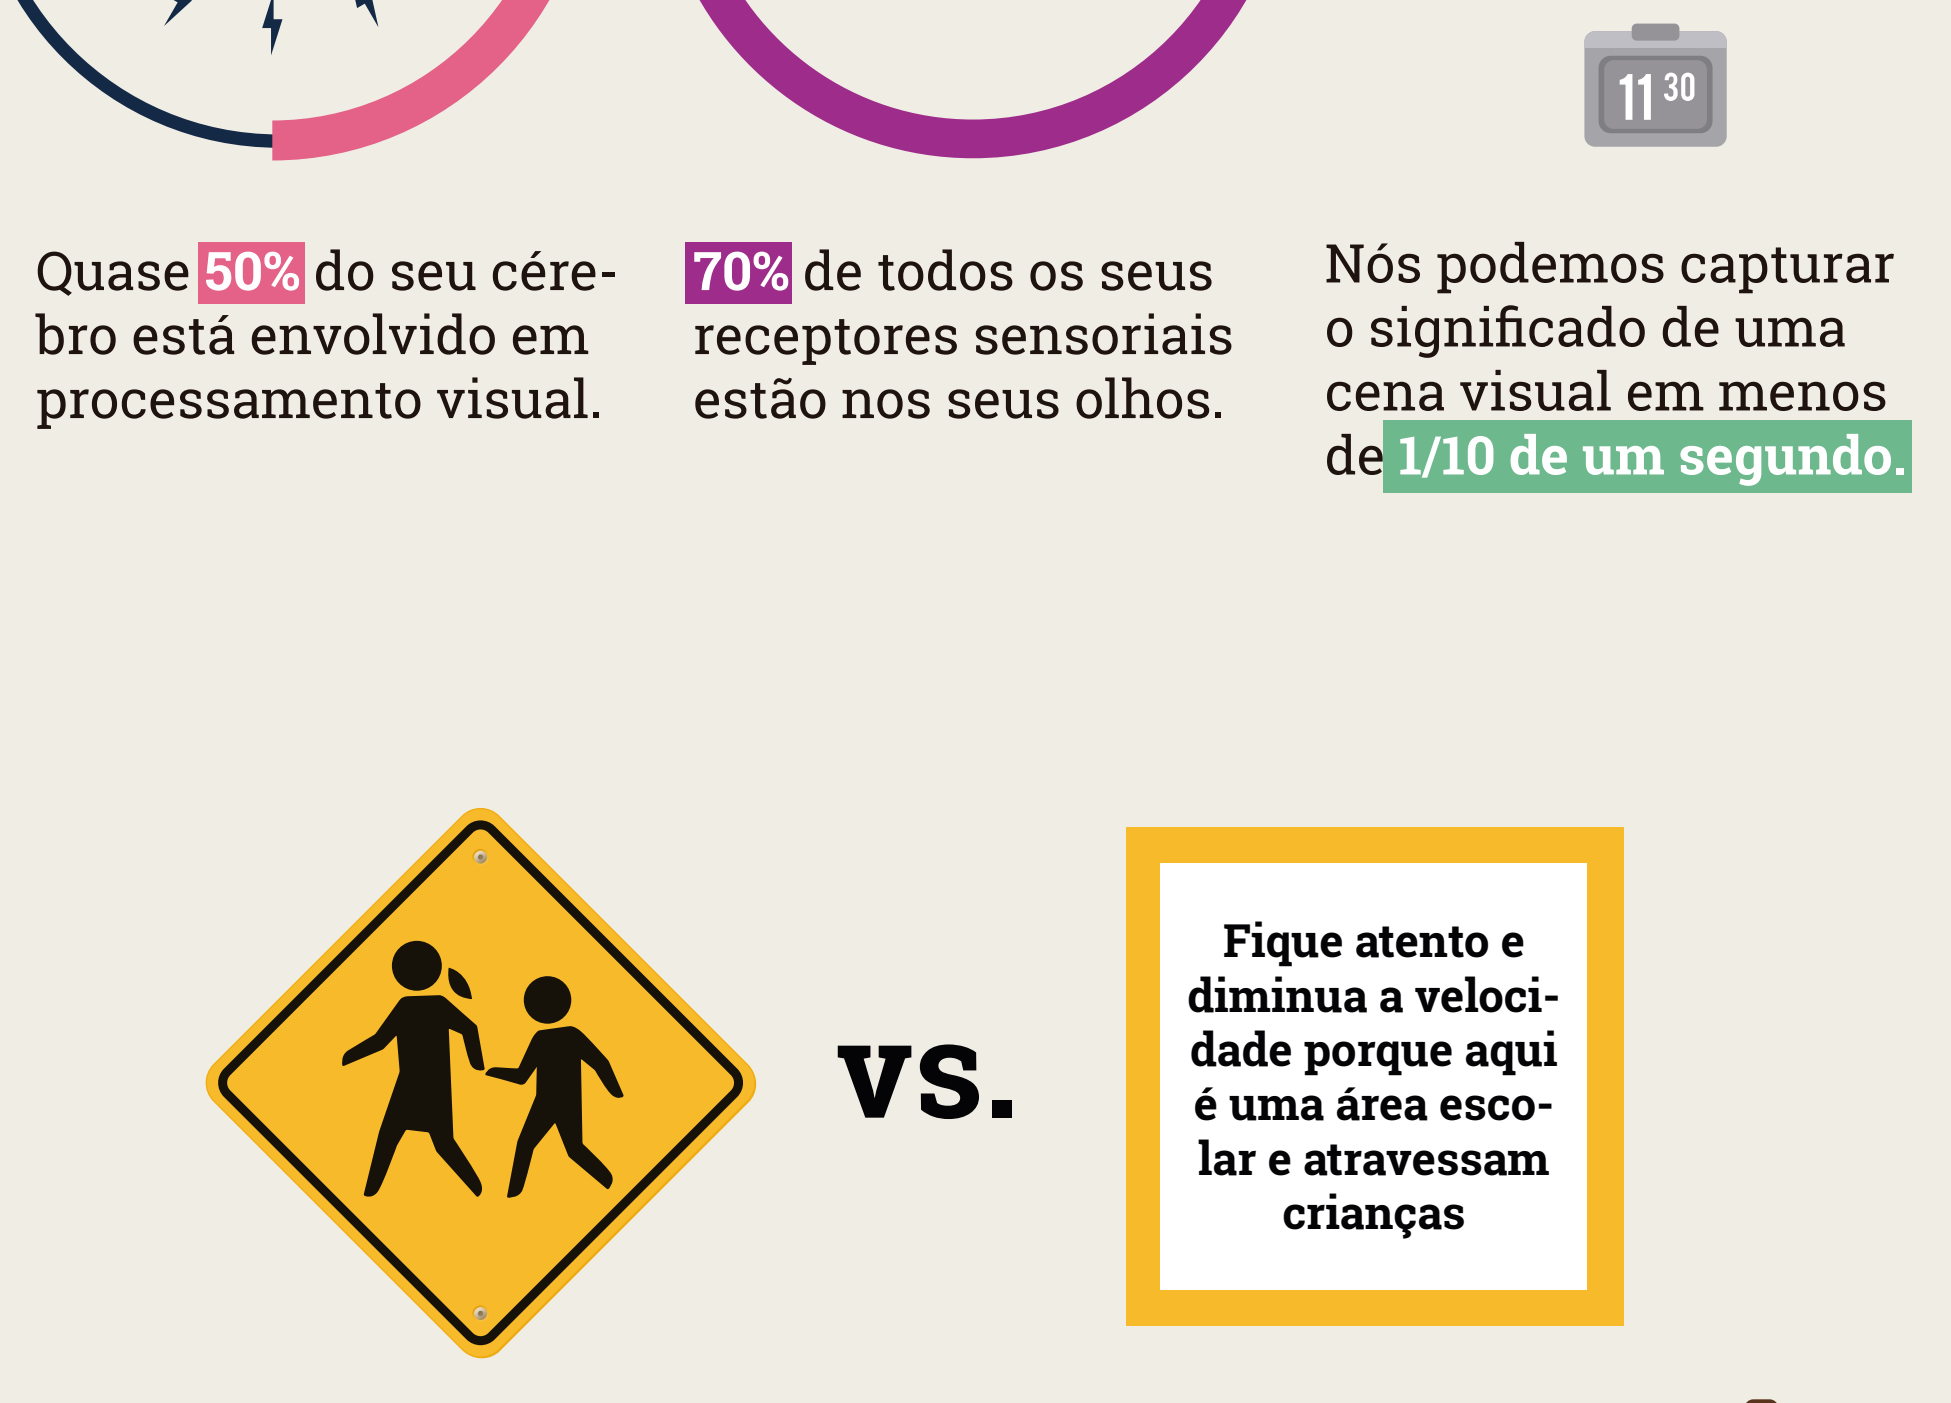 11 30
Quase 50% do seu cére-
bro está envolvido em
processamento visual.
70% de todos os seus
receptores sensoriais
estão nos seus olhos.
Nós podemos capturar
o significado de uma
cena visual em menos
de 1/10 de um segundo.
vs.
Fique atento e
diminua a veloci-
dade porque aqui
é uma área esco-
lar e atravessam
crianças